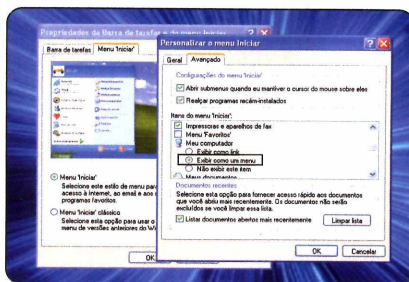 Propriedades da Barra de tarefas e do menu Iniciar
Barra de tarefas
Menu 'Iniciar'
Menu 'Iniciar'
Selecione este estilo de menu para
acesso à Internet, ao email e aos
programas favoritos.
Menu 'Iniciar' clássico
Selecione esta opção para usar o
menu de versões anteriores do Wi
OK
Personalizar o menu Iniciar
Geral
Avançado
Configurações do menu 'Iniciar'
Abrir submenus quando eu mantiver o cursor do mouse sobre eles
Realçar programas recém-instalados
Itens do menu 'Iniciar':
Impressoras e aparelhos de fax
Menu 'Favoritos'
Meu computador
Exibir como link
Exibir como um menu
Não exibir este item
Meus documentos
Documentos recentes
Selecione esta opção para fornecer acesso rápido aos documentos
que você abriu mais recentemente. Os documentos não serão
excluídos se você limpar essa lista.
Listar documentos abertos mais recentemente
Limpar lista
OK
Cancelar